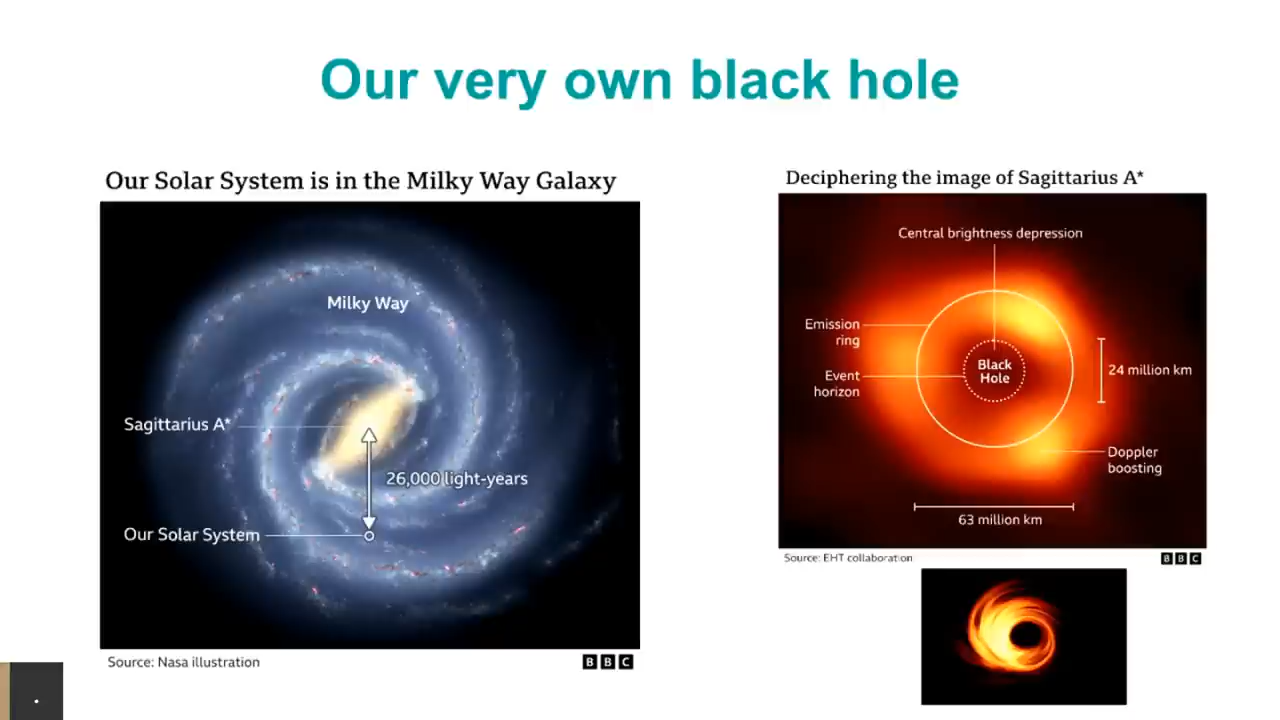 Our very own black hole
Our Solar System is in the Milky Way Galaxy
Milky Way
Sagittarius A*
26,000 light-years
Our Solar System
Source: Nasa illustration
BBC
Deciphering the image of Sagittarius A*
Central brightness depression
Emission
ring
Event
horizon
Black
Hole
24 million km
Doppler
boosting
63 million km
Source: EHT collaboration
BBC